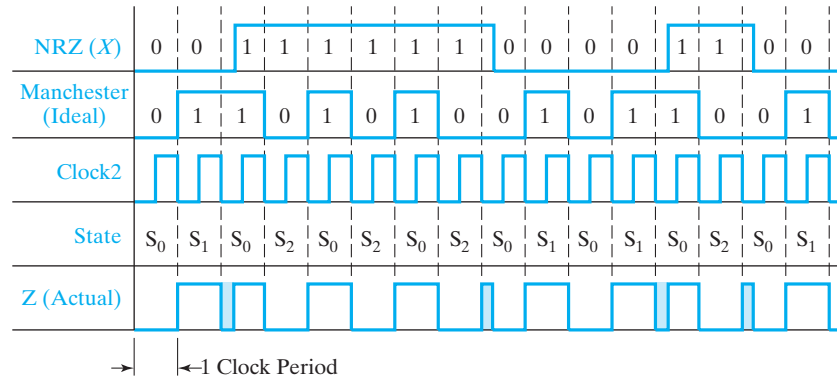 NRZ (X) 0 0 1 1 1 1 1 1 0 0 0 0 1 1 0 0
Manchester
(Ideal) 0 1 1 0 1 0 1 0 0 1 0 1 1 0 0 1
Clock2
State S₀ S₁ S₀ S₂ S₀ S₂ S₀ S₂ S₀ S₁ S₀ S₁ S₀ S₂ S₀ S₁
Z (Actual)
1 Clock Period